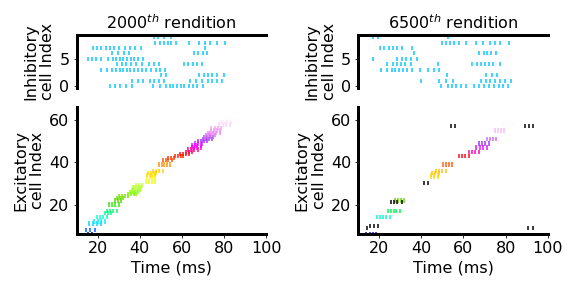 2000th rendition
6500th rendition
Inhibitory
cell Index
5
0
Inhibitory
cell Index
5
0
Excitatory
cell Index
60
40
20
Excitatory
cell Index
60
40
20
20 40 60 80 100
20 40 60 80 100
Time (ms)
Time (ms)